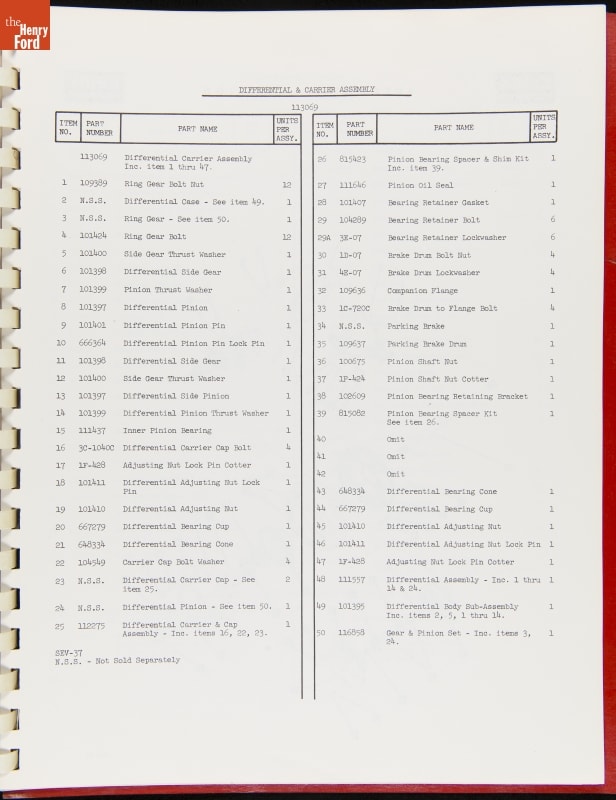 the
Henry
Ford
DIFFERENTIAL & CARRIER ASSEMBLY
113069
ITEM NO. PART NUMBER PART NAME UNITS PER ASSY.
113069 Differential Carrier Assembly
Inc. item 1 thru 47.
1 109389 Ring Gear Bolt Nut 12
2 N.S.S. Differential Case - See item 49. 1
3 N.S.S. Ring Gear - See item 50. 1
4 101424 Ring Gear Bolt 12
5 101400 Side Gear Thrust Washer 1
6 101398 Differential Side Gear 1
7 101399 Pinion Thrust Washer 1
8 101397 Differential Pinion 1
9 101401 Differential Pinion Pin 1
10 666364 Differential Pinion Pin Lock Pin 1
11 101398 Differential Side Gear 1
12 101400 Side Gear Thrust Washer 1
13 101397 Differential Side Pinion 1
14 101399 Differential Pinion Thrust Washer 1
15 111437 Inner Pinion Bearing 1
16 3C-1040C Differential Carrier Cap Bolt 4
17 1F-428 Adjusting Nut Lock Pin Cotter 1
18 101411 Differential Adjusting Nut Lock 1
Pin
19 101410 Differential Adjusting Nut 1
20 667279 Differential Bearing Cup 1
21 648334 Differential Bearing Cone 1
22 104549 Carrier Cap Bolt Washer 4
23 N.S.S. Differential Carrier Cap - See 2
item 25.
24 N.S.S. Differential Pinion - See item 50. 1
25 112275 Differential Carrier & Cap 1
Assembly - Inc. items 16, 22, 23.
SEV-37
N.S.S. - Not Sold Separately
ITEM NO. PART NUMBER PART NAME UNITS PER ASSY.
26 815423 Pinion Bearing Spacer & Shim Kit 1
Inc. item 39.
27 111646 Pinion Oil Seal 1
28 101407 Bearing Retainer Gasket 1
29 104289 Bearing Retainer Bolt 6
29A 3E-07 Bearing Retainer Lockwasher 6
30 1D-07 Brake Drum Bolt Nut 4
31 4E-07 Brake Drum Lockwasher 4
32 109636 Companion Flange 1
33 1C-720C Brake Drum to Flange Bolt 4
34 N.S.S. Parking Brake 1
35 109637 Parking Brake Drum 1
36 100675 Pinion Shaft Nut 1
37 1F-424 Pinion Shaft Nut Cotter 1
38 102609 Pinion Bearing Retaining Bracket 1
39 815082 Pinion Bearing Spacer Kit 1
See item 26.
40 Omit
41 Omit
42 Omit
43 648334 Differential Bearing Cone 1
44 667279 Differential Bearing Cup 1
45 101410 Differential Adjusting Nut 1
46 101411 Differential Adjusting Nut Lock Pin 1
47 1F-428 Adjusting Nut Lock Pin Cotter 1
48 111557 Differential Assembly - Inc. 1 thru 1
14 & 24.
49 101395 Differential Body Sub-Assembly 1
Inc. items 2, 5, 1 thru 14.
50 116858 Gear & Pinion Set - Inc. items 3, 1
24.